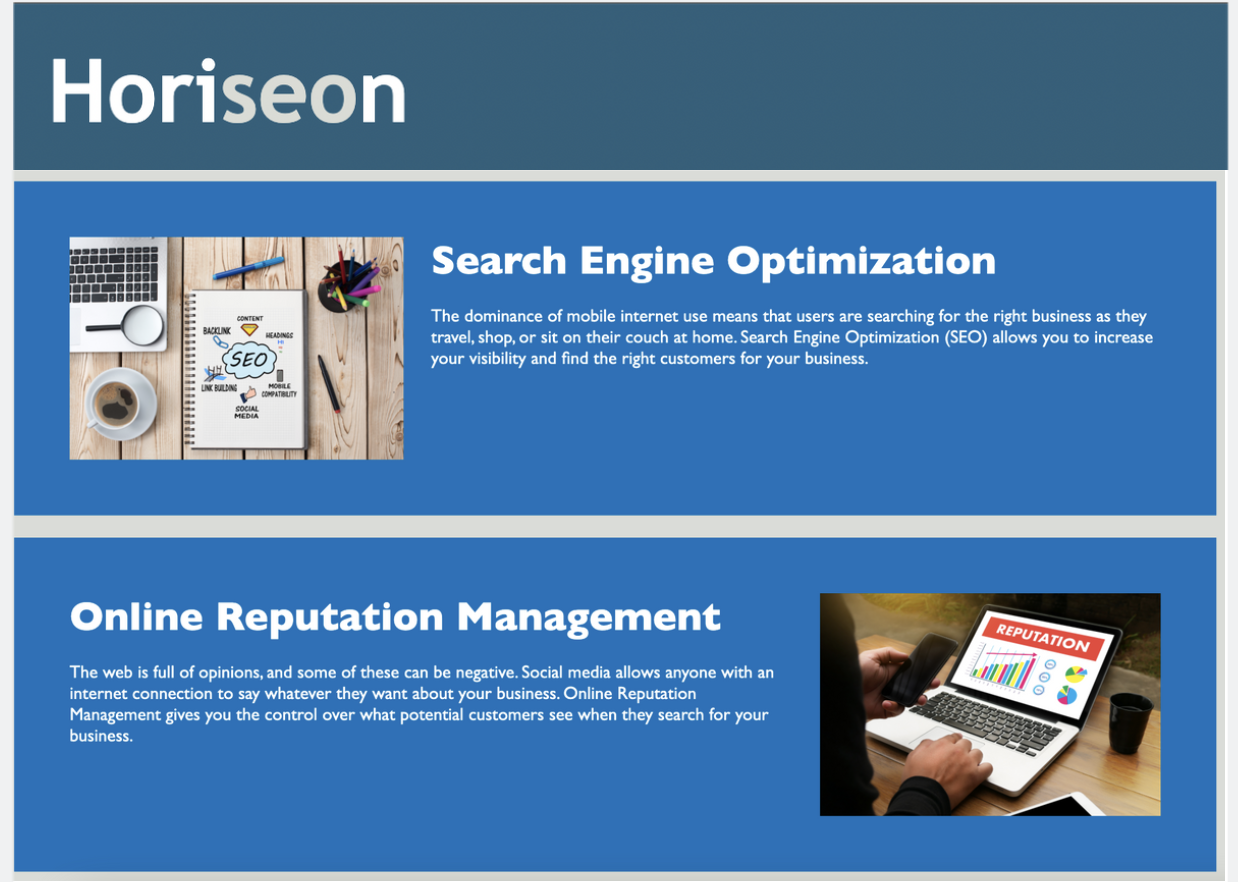 Horiseon
Search Engine Optimization
The dominance of mobile internet use means that users are searching for the right business as they
travel, shop, or sit on their couch at home. Search Engine Optimization (SEO) allows you to increase
your visibility and find the right customers for your business.
CONTENT
BACKLINK
HEADINGS
H1
SEO
LINK BUILDING
MOBILE
COMPATIBILITY
SOCIAL
MEDIA
Online Reputation Management
The web is full of opinions, and some of these can be negative. Social media allows anyone with an
internet connection to say whatever they want about your business. Online Reputation
Management gives you the control over what potential customers see when they search for your
business.
REPUTATION